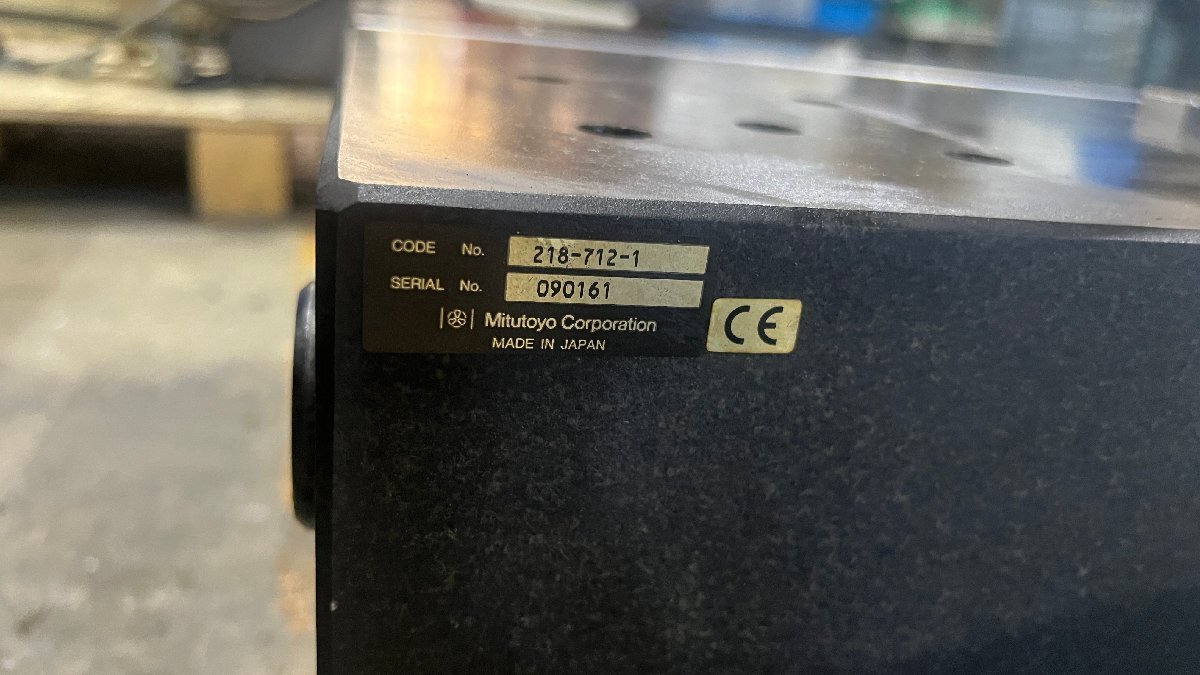 CODE No. 218-712-1
SERIAL No. 090161
Mitutoyo Corporation
MADE IN JAPAN
CE